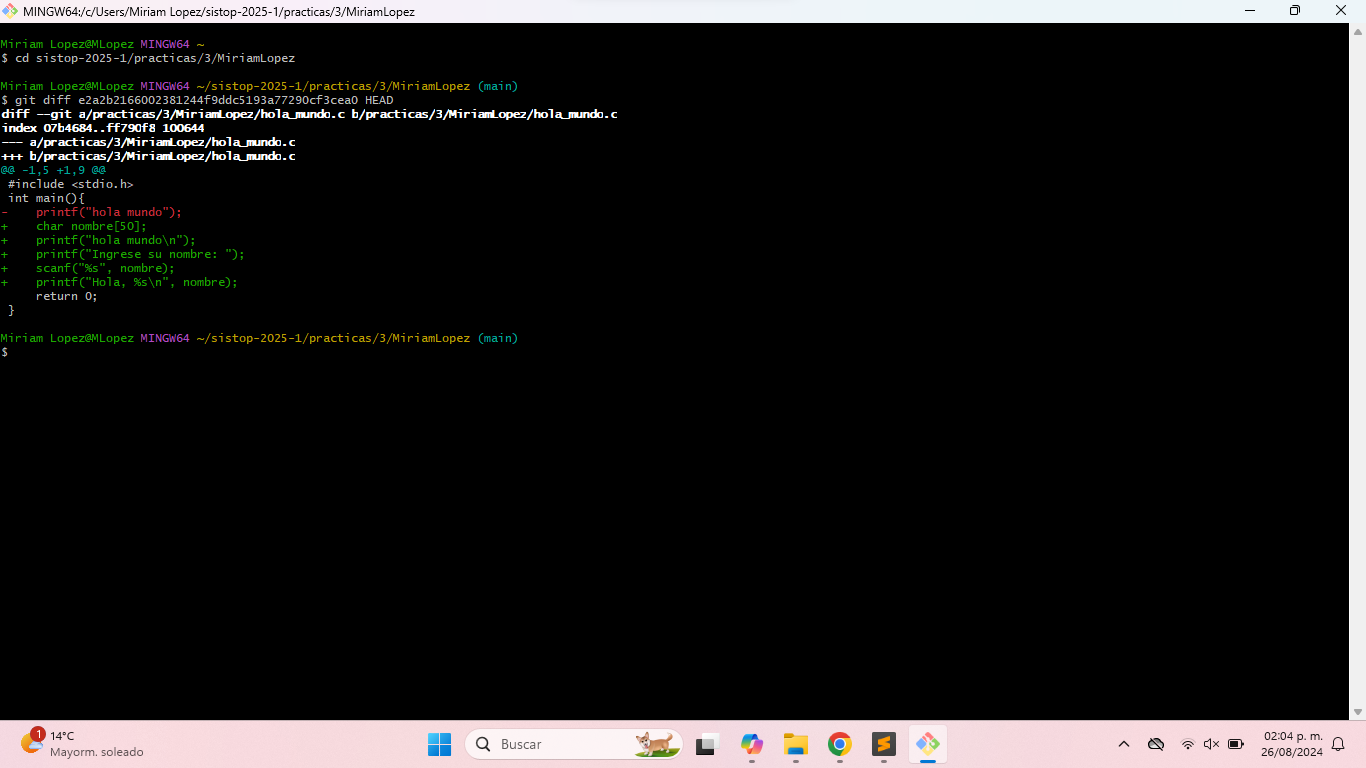 MINGW64:/c/Users/Miriam Lopez/sistop-2025-1/practicas/3/MiriamLopez
Miriam Lopez@MLopez MINGW64 ~
$ cd sistop-2025-1/practicas/3/MiriamLopez
Miriam Lopez@MLopez MINGW64 ~/sistop-2025-1/practicas/3/MiriamLopez (main)
$ git diff e2a2b2166002381244f9ddc5193a77290cf3cea0 HEAD
diff --git a/practicas/3/MiriamLopez/hola_mundo.c b/practicas/3/MiriamLopez/hola_mundo.c
index 07b4684..ff790f8 100644
--- a/practicas/3/MiriamLopez/hola_mundo.c
+++ b/practicas/3/MiriamLopez/hola_mundo.c
@@ -1,5 +1,9 @@
 #include <stdio.h>
 int main(){
-    printf("hola mundo");
+    char nombre[50];
+    printf("hola mundo\n");
+    printf("Ingrese su nombre: ");
+    scanf("%s", nombre);
+    printf("Hola, %s\n", nombre);
     return 0;
 }
Miriam Lopez@MLopez MINGW64 ~/sistop-2025-1/practicas/3/MiriamLopez (main)
$
1
14°C
Mayorm. soleado
Buscar
02:04 p. m.
26/08/2024